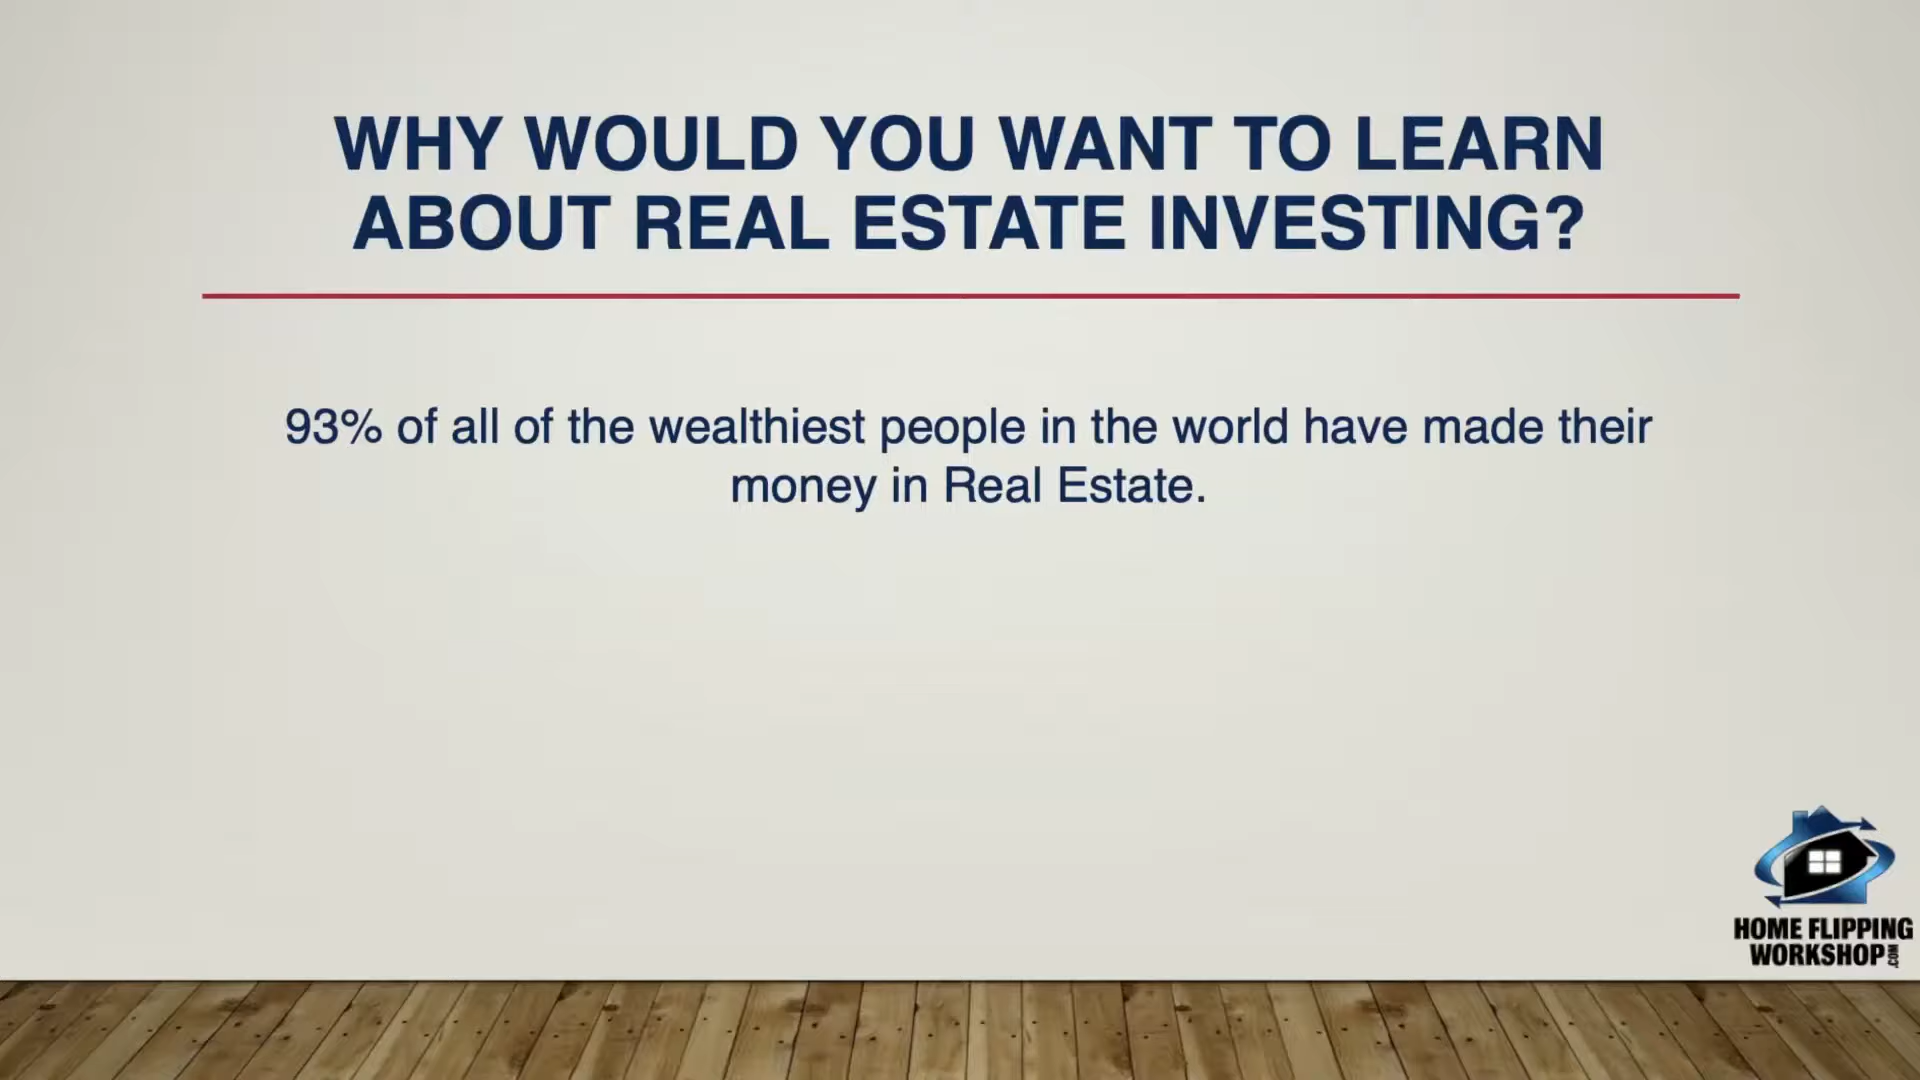 WHY WOULD YOU WANT TO LEARN
ABOUT REAL ESTATE INVESTING?
93% of all of the wealthiest people in the world have made their
money in Real Estate.
HOME FLIPPING
WORKSHOP.COM